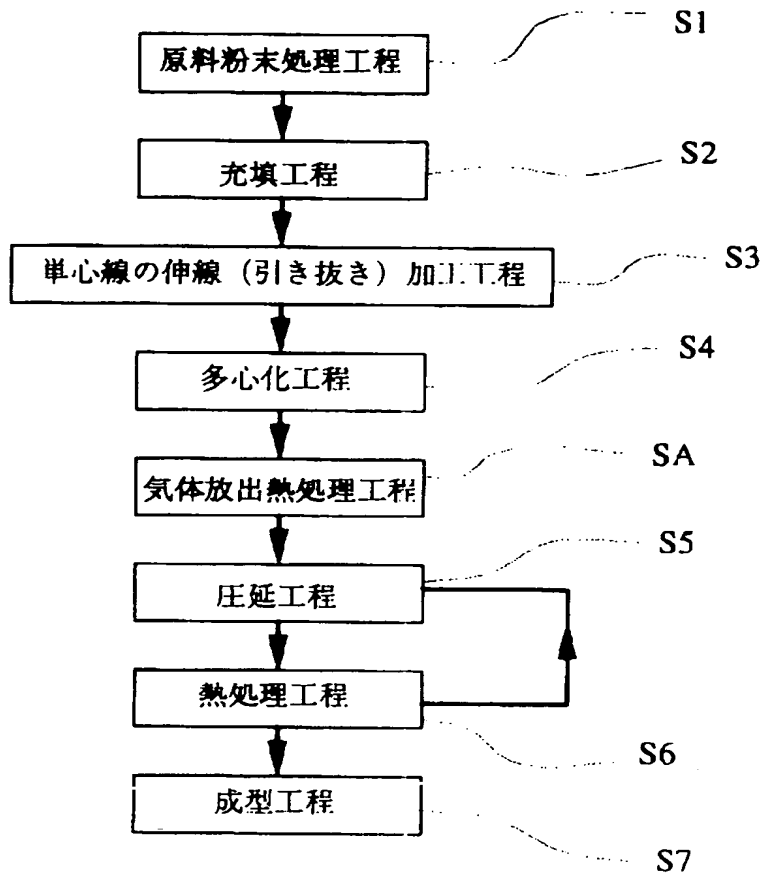 S1
原料粉末処理工程
S2
充填工程
S3
単心線の伸線（引き抜き）加工工程
S4
多心化工程
SA
気体放出熱処理工程
S5
圧延工程
熱処理工程
S6
成型工程
S7